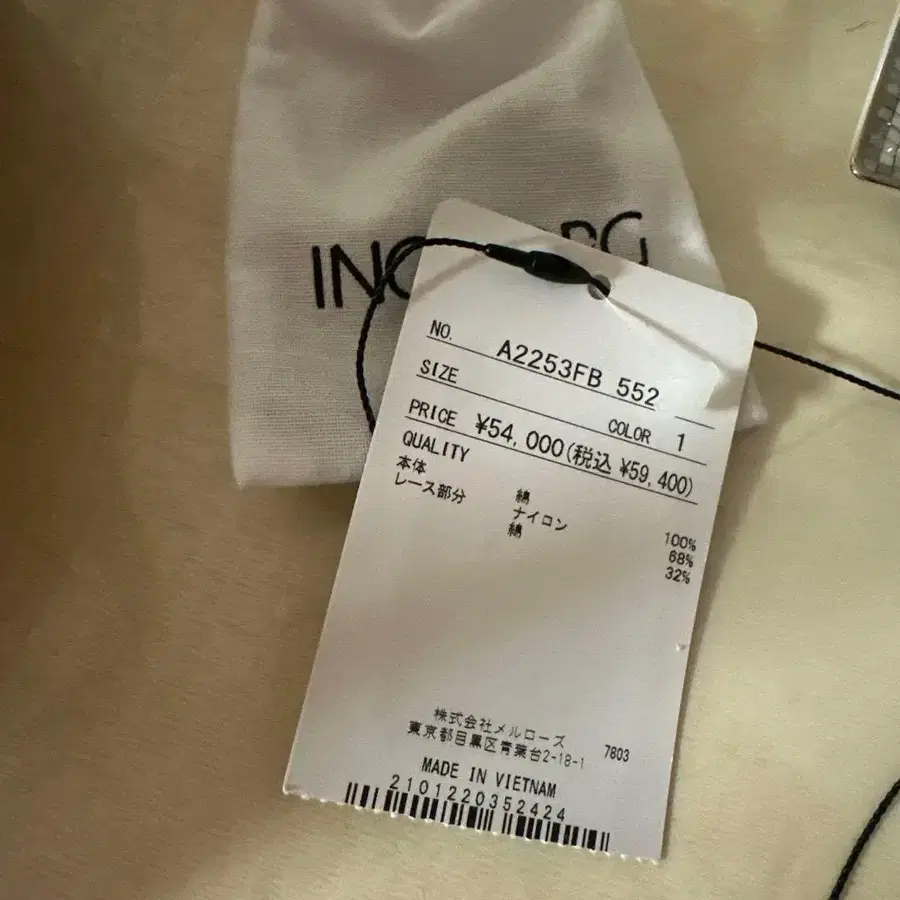 ING BG
NO. A2253FB 552
SIZE COLOR 1
PRICE ¥54,000(税込 ¥59,400)
QUALITY
本体 綿 100%
レース部分 ナイロン 68%
綿 32%
株式会社メルローズ
東京都目黒区青葉台2-18-1 7803
MADE IN VIETNAM
2101220352424